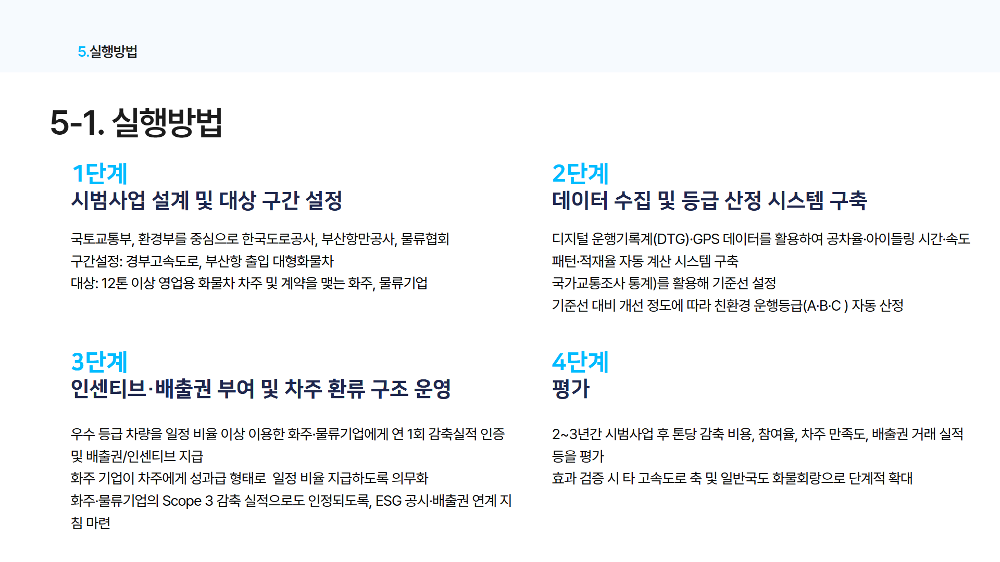 5.실행방법
5-1. 실행방법
1단계
시범사업 설계 및 대상 구간 설정
국토교통부, 환경부를 중심으로 한국도로공사, 부산항만공사, 물류협회
구간설정: 경부고속도로, 부산항 출입 대형화물차
대상: 12톤 이상 영업용 화물차 차주 및 계약을 맺는 화주, 물류기업
2단계
데이터 수집 및 등급 산정 시스템 구축
디지털 운행기록계(DTG)·GPS 데이터를 활용하여 공차율·아이들링 시간·속도
패턴·적재율 자동 계산 시스템 구축
국가교통조사 통계)를 활용해 기준선 설정
기준선 대비 개선 정도에 따라 친환경 운행등급(A·B·C ) 자동 산정
3단계
인센티브·배출권 부여 및 차주 환류 구조 운영
우수 등급 차량을 일정 비율 이상 이용한 화주·물류기업에게 연 1회 감축실적 인증
및 배출권/인센티브 지급
화주 기업이 차주에게 성과급 형태로  일정 비율 지급하도록 의무화
화주·물류기업의 Scope 3 감축 실적으로도 인정되도록, ESG 공시·배출권 연계 지
침 마련
4단계
평가
2~3년간 시범사업 후 톤당 감축 비용, 참여율, 차주 만족도, 배출권 거래 실적
등을 평가
효과 검증 시 타 고속도로 축 및 일반국도 화물회랑으로 단계적 확대